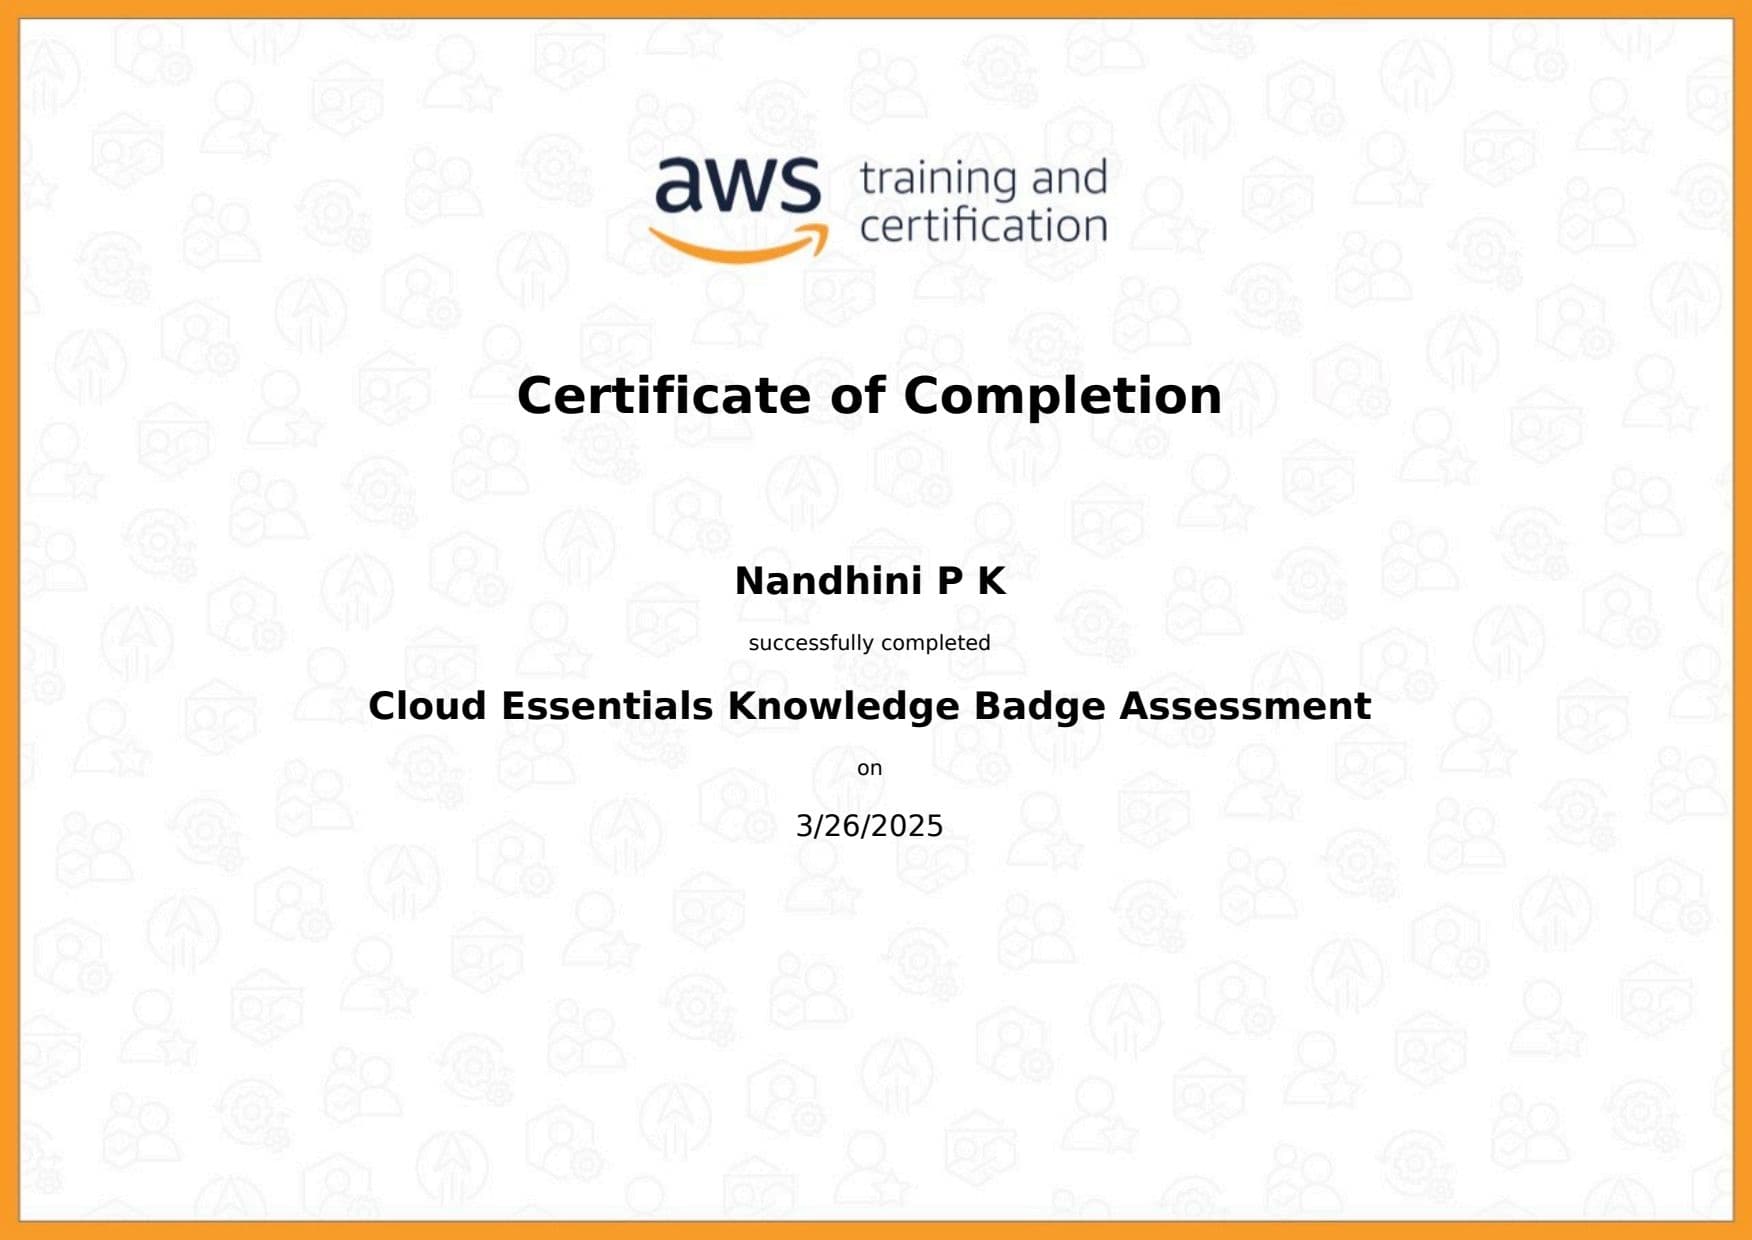 aws training and
certification
Certificate of Completion
Nandhini P K
successfully completed
Cloud Essentials Knowledge Badge Assessment
on
3/26/2025